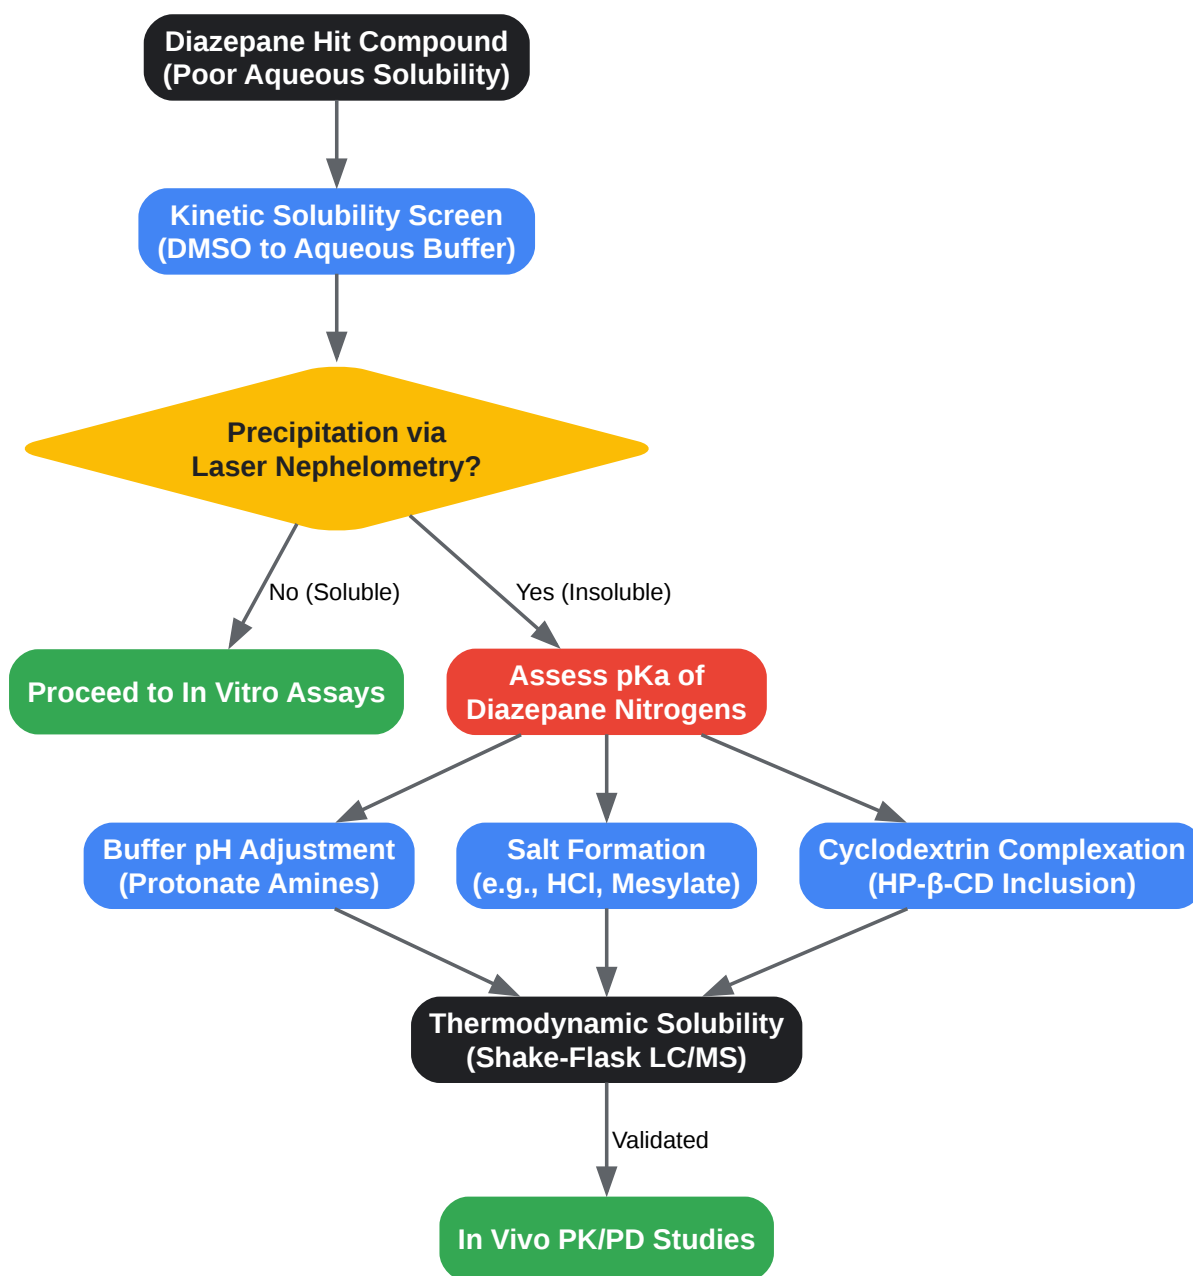 Diazepane Hit Compound
(Poor Aqueous Solubility)
Kinetic Solubility Screen
(DMSO to Aqueous Buffer)
Precipitation via
Laser Nephelometry?
No (Soluble)
Yes (Insoluble)
Proceed to In Vitro Assays
Assess pKa of
Diazepane Nitrogens
Buffer pH Adjustment
(Protonate Amines)
Salt Formation
(e.g., HCl, Mesylate)
Cyclodextrin Complexation
(HP-β-CD Inclusion)
Thermodynamic Solubility
(Shake-Flask LC/MS)
Validated
In Vivo PK/PD Studies